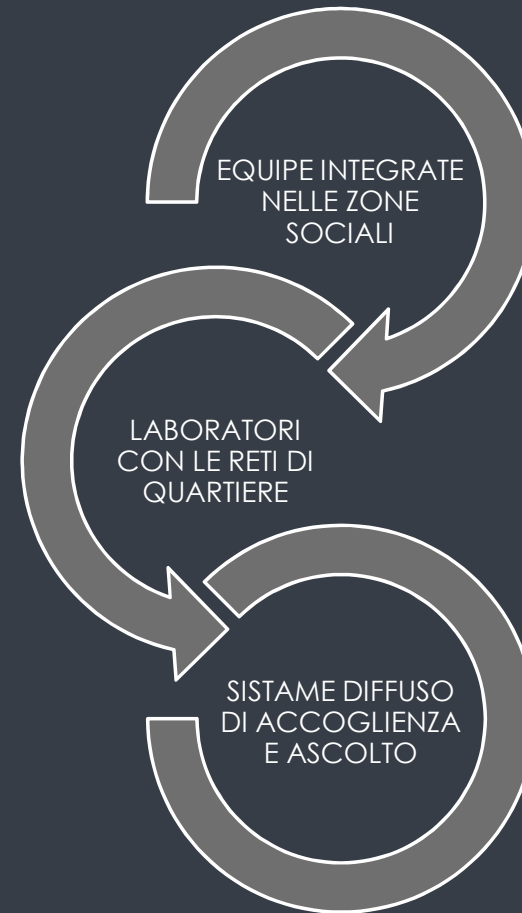 EQUIPE INTEGRATE
NELLE ZONE
SOCIALI
LABORATORI
CON LE RETI DI
QUARTIERE
SISTAME DIFFUSO
DI ACCOGLIENZA
E ASCOLTO